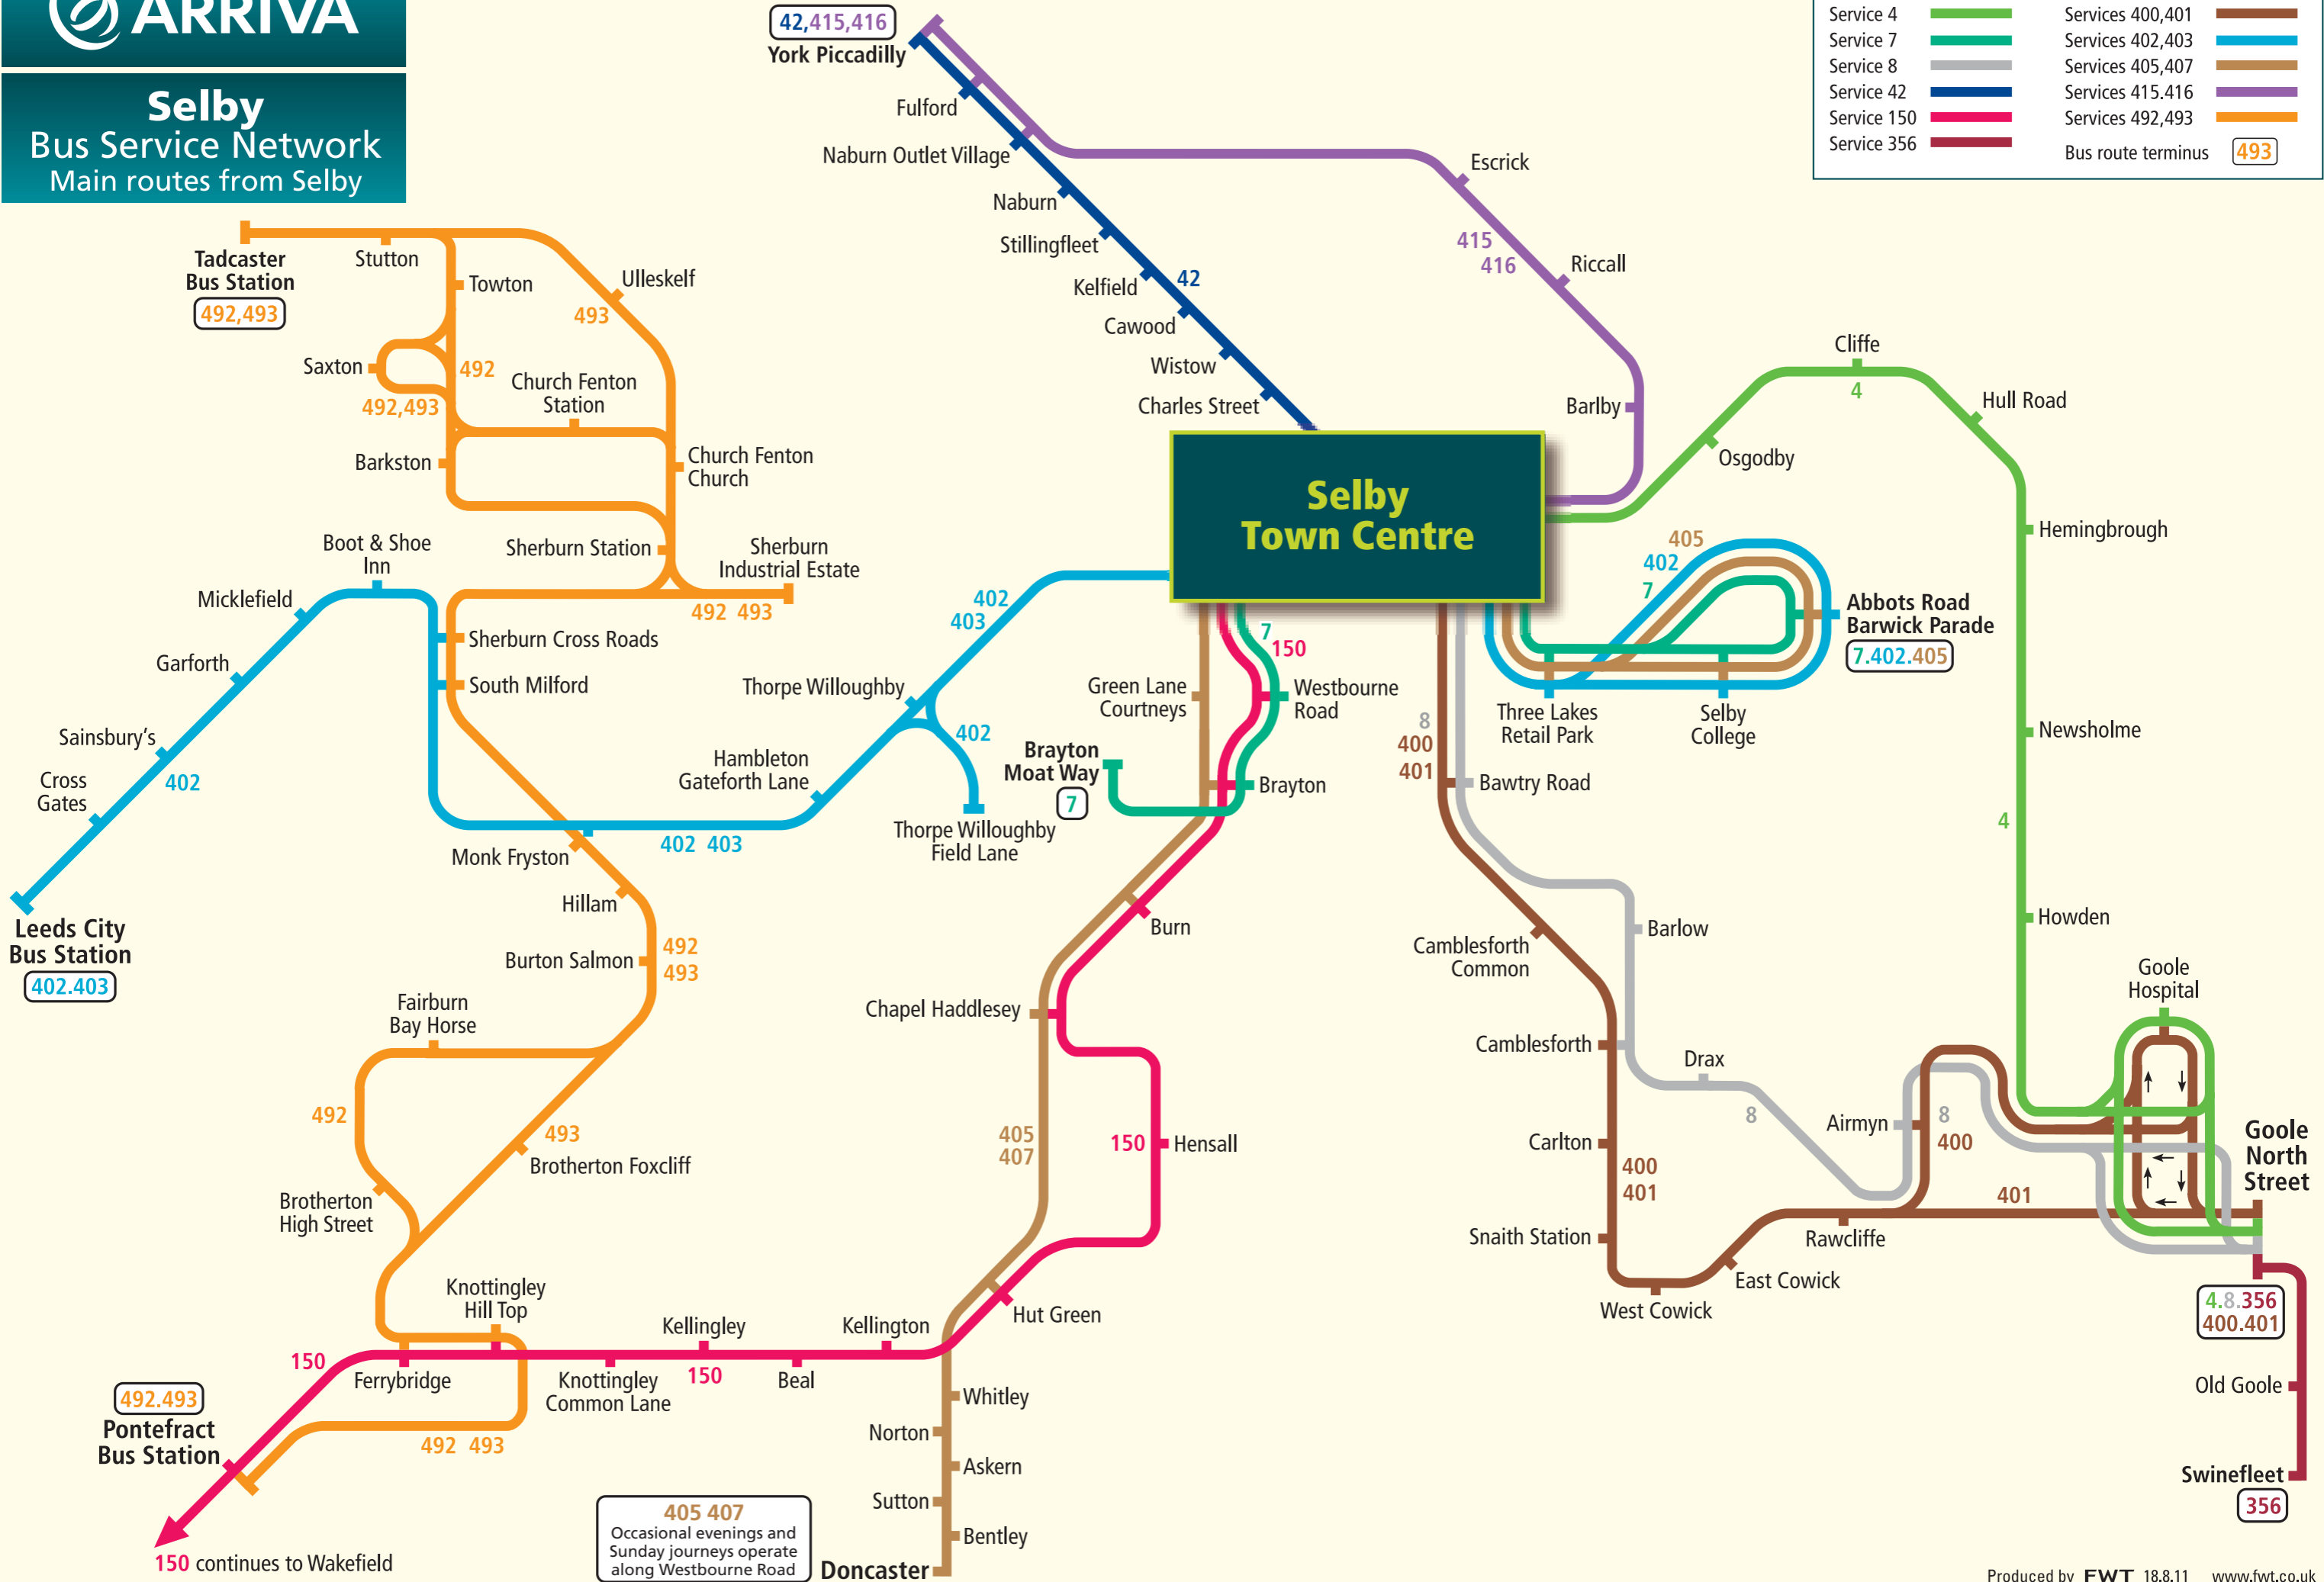 ARRIVA
Selby
Bus Service Network
Main routes from Selby
42,415,416
York Piccadilly
Service 4
Service 7
Service 8
Service 42
Service 150
Service 356
Services 400,401
Services 402,403
Services 405,407
Services 415.416
Services 492,493
Bus route terminus
493
Fulford
Naburn Outlet Village
Naburn
Stillingfleet
Kelfield
42
Cawood
Wistow
Charles Street
Escrick
415
416
Riccall
Barlby
Tadcaster
Bus Station
492,493
Stutton
Towton
Ulleskelf
493
Saxton
492
492,493
Church Fenton
Station
Barkston
Church Fenton
Church
Sherburn Station
Sherburn
Industrial Estate
492 493
Selby
Town Centre
Cliffe
4
Hull Road
Osgodby
Hemingbrough
Newsholme
4
Howden
405
402
7
Abbots Road
Barwick Parade
7.402.405
Three Lakes
Retail Park
Selby
College
Boot & Shoe
Inn
Micklefield
Garforth
Sainsbury's
402
Cross
Gates
Leeds City
Bus Station
402.403
Sherburn Cross Roads
South Milford
402
403
Thorpe Willoughby
402
Hambleton
Gateforth Lane
Thorpe Willoughby
Field Lane
402 403
Monk Fryston
Hillam
Burton Salmon
492
493
Fairburn
Bay Horse
492
493
Brotherton Foxcliff
Brotherton
High Street
Knottingley
Hill Top
150
Ferrybridge
Knottingley
Common Lane
Kellingley
150
Beal
Kellington
492.493
Pontefract
Bus Station
492 493
150 continues to Wakefield
7
150
Green Lane
Courtneys
Westbourne
Road
Brayton
Moat Way
7
Brayton
Burn
Chapel Haddlesey
405
407
150
Hensall
Hut Green
Whitley
Norton
Askern
Sutton
Bentley
Doncaster
405 407
Occasional evenings and
Sunday journeys operate
along Westbourne Road
8
400
401
Bawtry Road
Camblesforth
Common
Barlow
Camblesforth
Drax
8
Carlton
400
401
Snaith Station
West Cowick
East Cowick
Rawcliffe
Airmyn
8
400
401
Goole
Hospital
Goole
North
Street
4.8.356
400.401
Old Goole
Swinefleet
356
Produced by FWT 18.8.11 www.fwt.co.uk